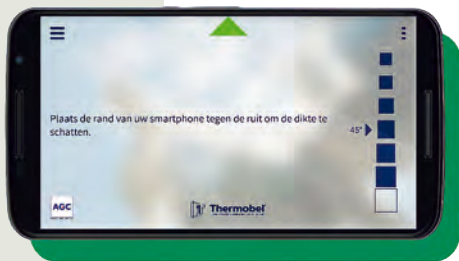 Plaats de rand van uw smartphone tegen de ruit om de dikte te
schatten.
45°
AGC
Thermobel